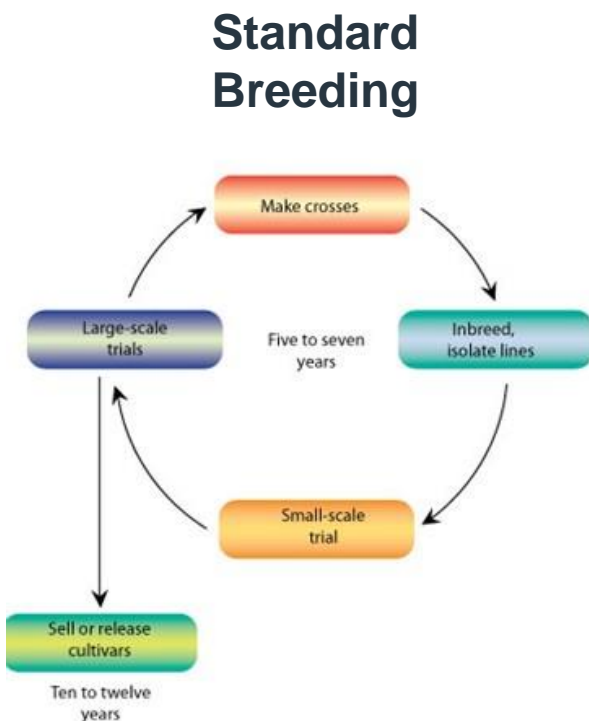 Standard
Breeding
Make crosses
Large-scale
trials
Five to seven
years
Inbreed,
isolate lines
Small-scale
trial
Sell or release
cultivars
Ten to twelve
years